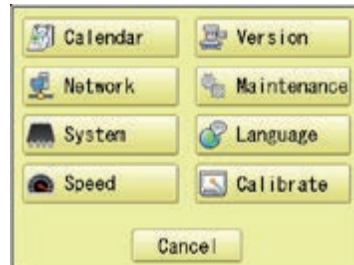 Calendar
Version
Network
Maintenance
System
Language
Speed
Calibrate
Cancel